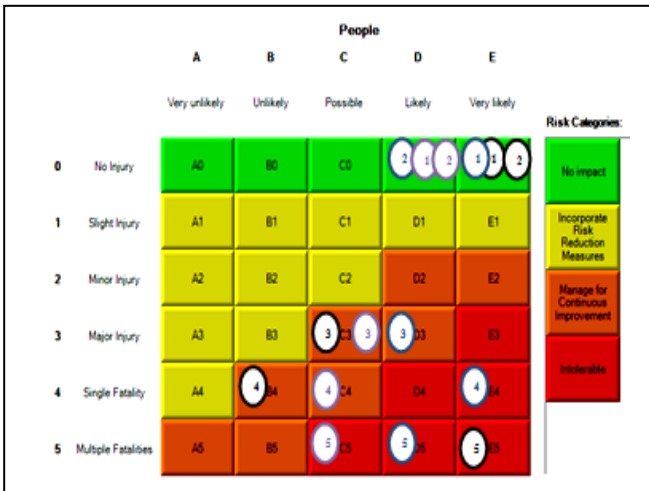 People
A B C D E
Very unlikely Unlikely Possible Likely Very likely
Risk Categories:
0 No Injury A0 B0 C0 2 1 2 1 1 2
No impact
1 Slight Injury A1 B1 C1 D1 E1
Incorporate
Risk
Reduction
Measures
2 Minor Injury A2 B2 C2 D2 E2
Manage for
Continuous
Improvement
3 Major Injury A3 B3 3 C3 3 3 D3 E3
Intolerable
4 Single Fatality A4 4 B4 4 C4 D4 4 E4
5 Multiple Fatalities A5 B5 5 C5 5 D5 5 E5